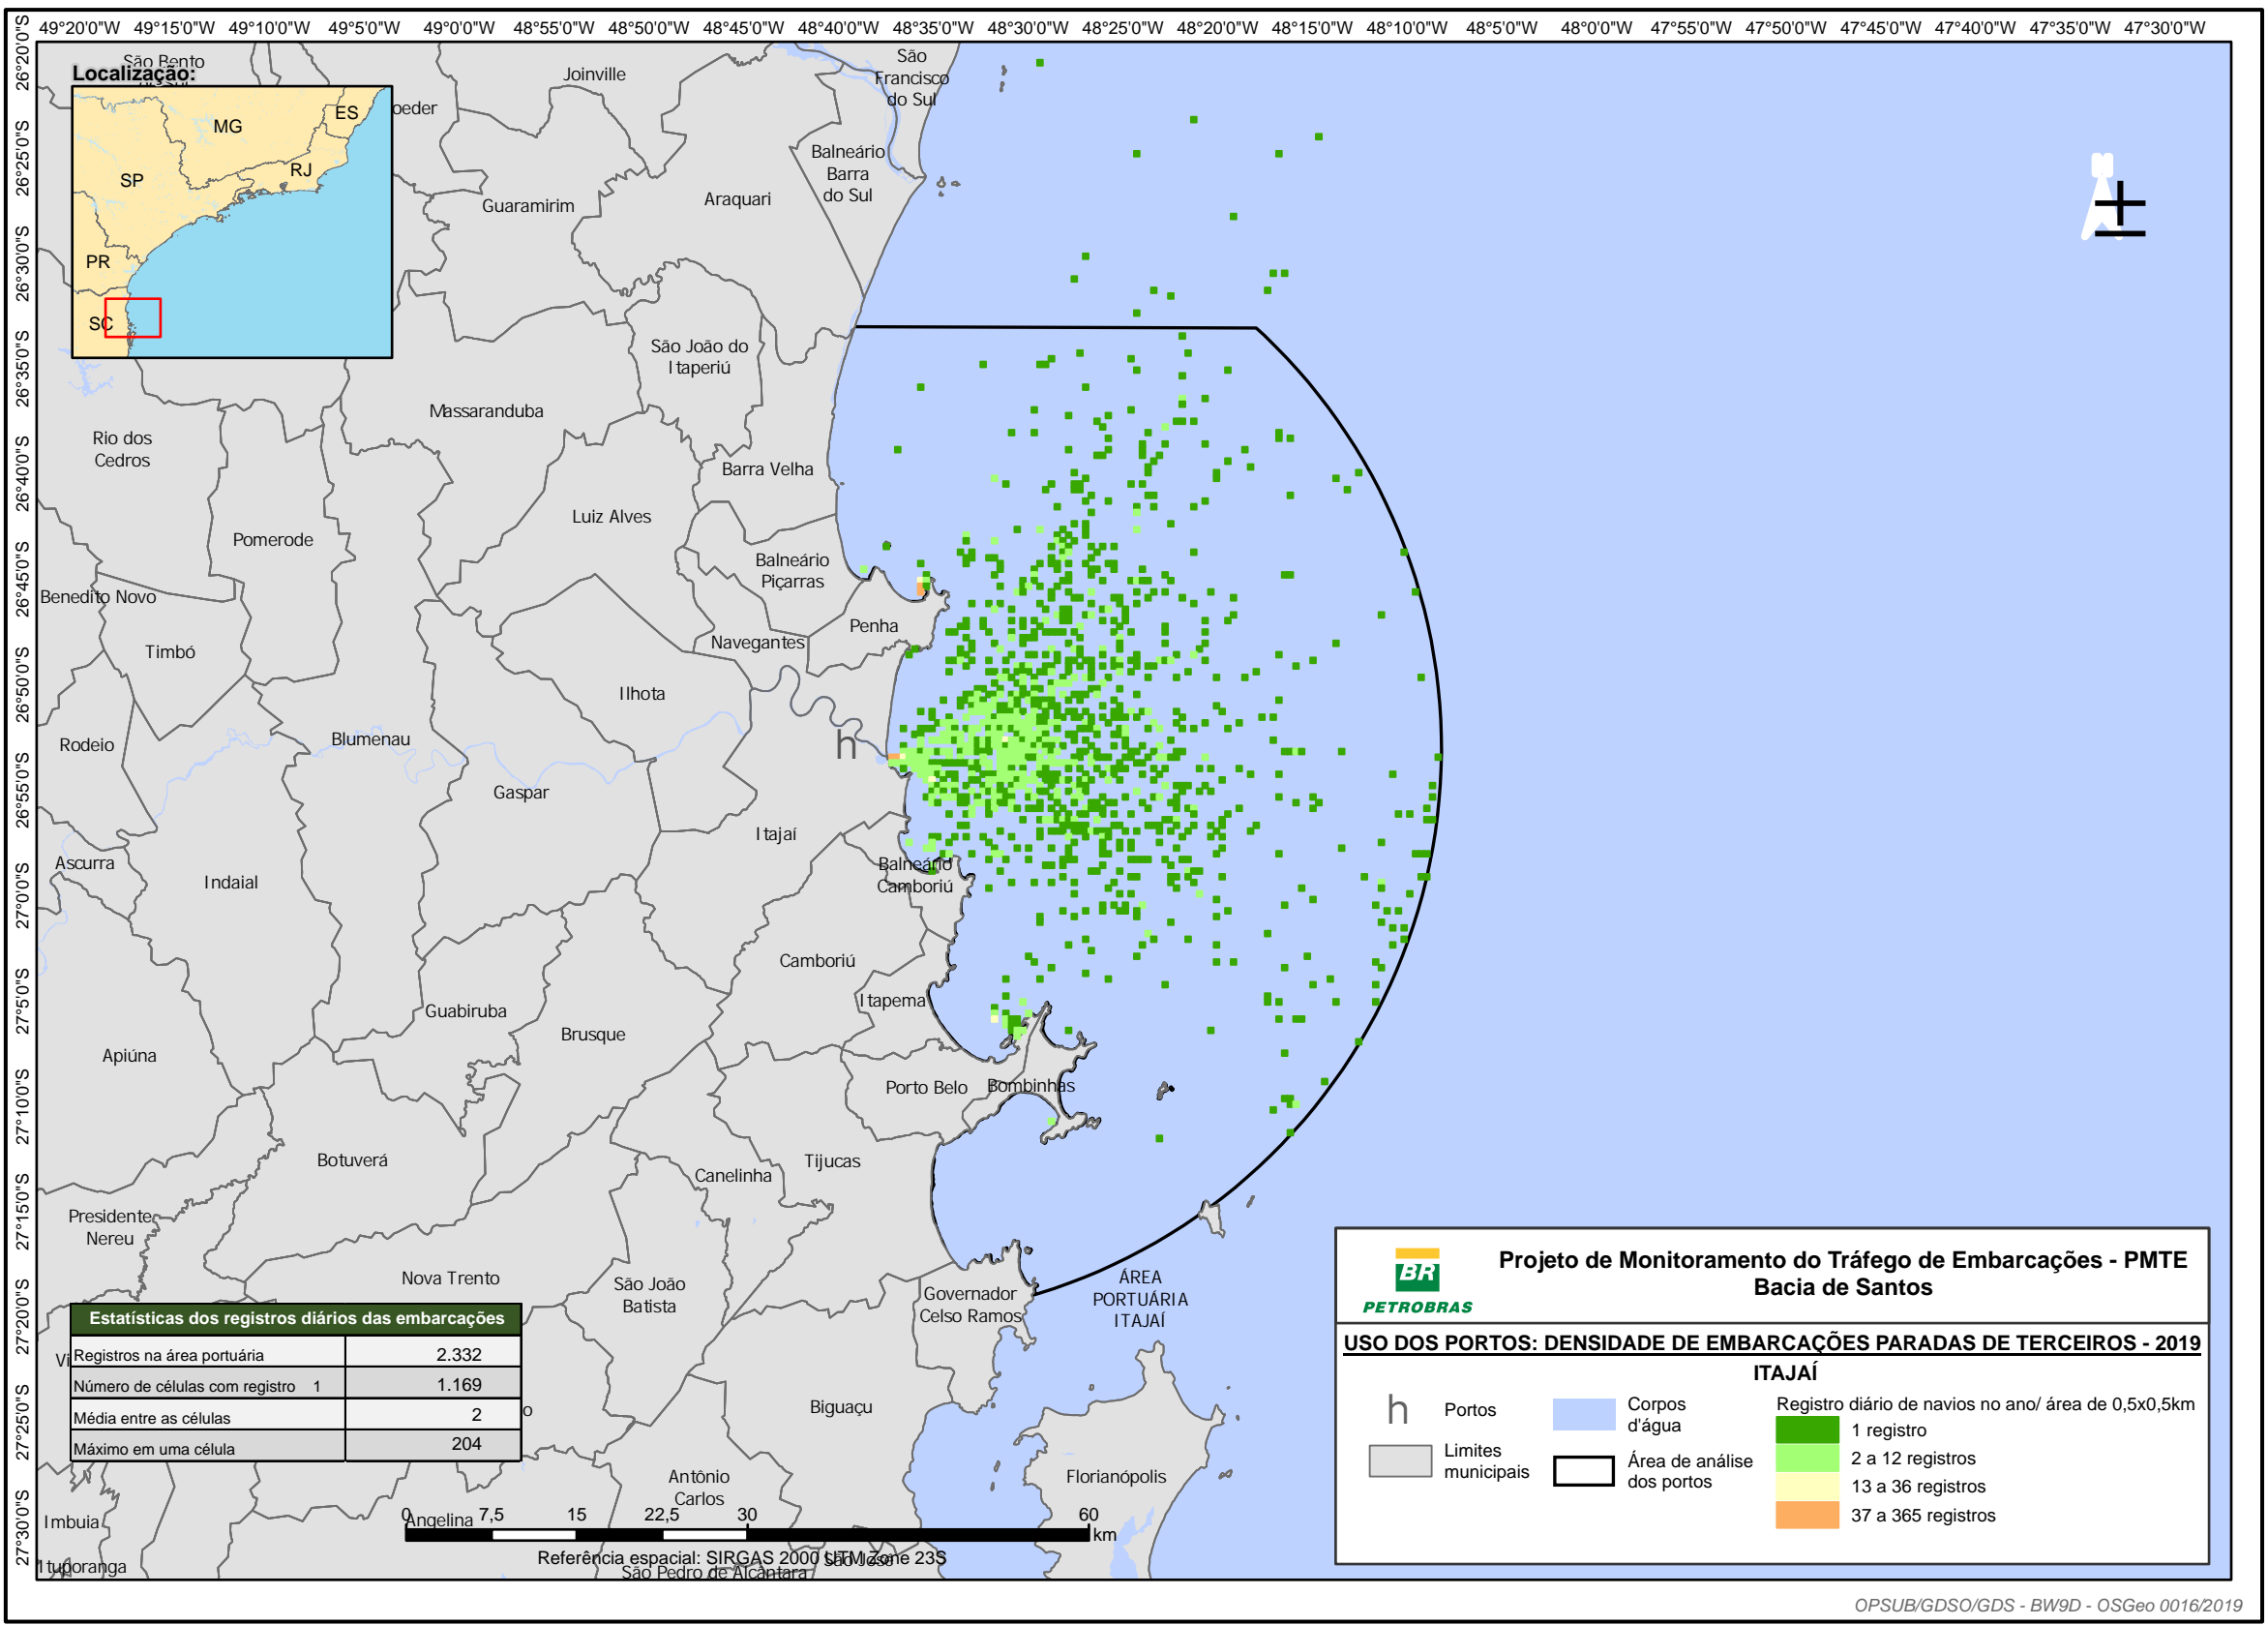 49°20'0"W 49°15'0"W 49°10'0"W 49°5'0"W 49°0'0"W 48°55'0"W 48°50'0"W 48°45'0"W 48°40'0"W 48°35'0"W 48°30'0"W 48°25'0"W 48°20'0"W 48°15'0"W 48°10'0"W 48°5'0"W 48°0'0"W 47°55'0"W 47°50'0"W 47°45'0"W 47°40'0"W 47°35'0"W 47°30'0"W
26°20'0"S
26°25'0"S
26°30'0"S
26°35'0"S
26°40'0"S
26°45'0"S
26°50'0"S
26°55'0"S
27°0'0"S
27°5'0"S
27°10'0"S
27°15'0"S
27°20'0"S
27°25'0"S
27°30'0"S
São Bento
Localização:
MG
ES
RJ
SP
PR
SC
oeder
Joinville
São
Francisco
do Sul
Balneário
Barra
do Sul
Araquari
Guaramirim
São João do
Itaperiú
Massaranduba
Rio dos
Cedros
Barra Velha
Luiz Alves
Pomerode
Balneário
Piçarras
Benedito Novo
Penha
Navegantes
Timbó
Ilhota
Rodeio
Blumenau
h
Gaspar
Itajaí
Ascurra
Balneário
Camboriú
Indaial
Camboriú
Itapema
Guabiruba
Brusque
Apiúna
Porto Belo
Bombinhas
Botuverá
Tijucas
Canelinha
Presidente
Nereu
Nova Trento
São João
Batista
Governador
Celso Ramos
ÁREA
PORTUÁRIA
ITAJAÍ
Estatísticas dos registros diários das embarcações
Vi
Registros na área portuária 2.332
Número de células com registro 1 1.169
Média entre as células 2
o
Máximo em uma célula 204
Biguaçu
Antônio
Carlos
Florianópolis
Imbuia
Angelina
Ituporanga
0 7,5 15 22,5 30 60
km
Referência espacial: SIRGAS 2000 UTM Zone 23S
São José
São Pedro de Alcântara
BR
PETROBRAS
Projeto de Monitoramento do Tráfego de Embarcações - PMTE
Bacia de Santos
USO DOS PORTOS: DENSIDADE DE EMBARCAÇÕES PARADAS DE TERCEIROS - 2019
ITAJAÍ
h Portos
Limites
municipais
Corpos
d'água
Área de análise
dos portos
Registro diário de navios no ano/ área de 0,5x0,5km
1 registro
2 a 12 registros
13 a 36 registros
37 a 365 registros
OPSUB/GDSO/GDS - BW9D - OSGeo 0016/2019